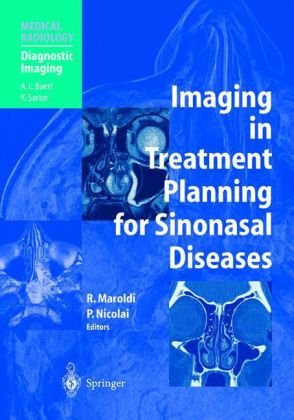 MEDICAL
RADIOLOGY
Diagnostic
Imaging
A. L. Baert
K. Sartor
Imaging
in
Treatment
Planning
for Sinonasal
Diseases
R. Maroldi
P. Nicolai
Editors
Springer